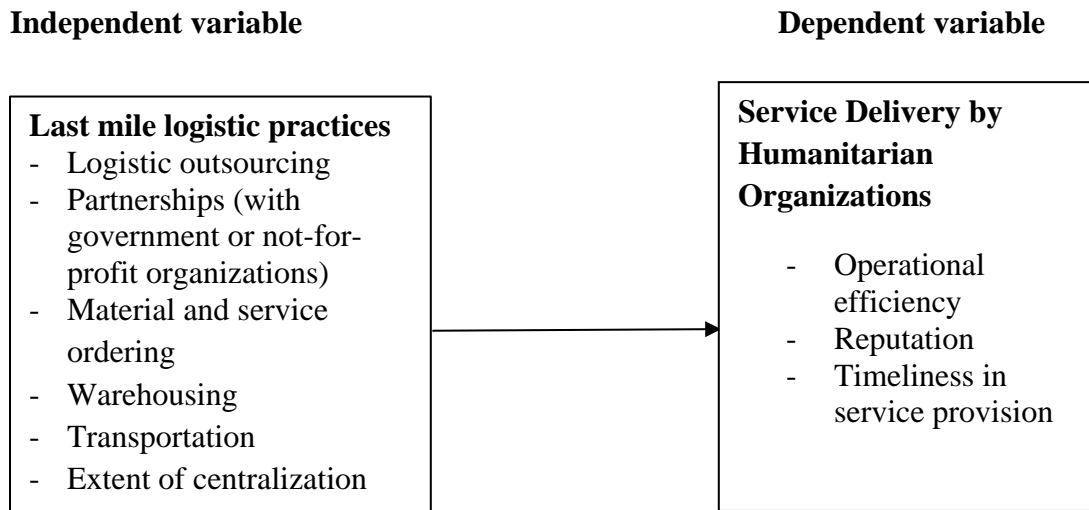 Independent variable
Dependent variable
Last mile logistic practices
- Logistic outsourcing
- Partnerships (with
government or not-for-
profit organizations)
- Material and service
ordering
- Warehousing
- Transportation
- Extent of centralization
Service Delivery by
Humanitarian
Organizations
- Operational
efficiency
- Reputation
- Timeliness in
service provision